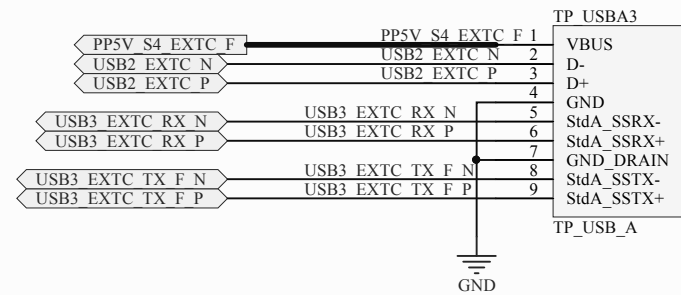 TP_USBA3
PP5V_S4_EXTC_F PP5V_S4_EXTC_F 1 VBUS
USB2_EXTC_N USB2_EXTC_N 2 D-
USB2_EXTC_P USB2_EXTC_P 3 D+
4 GND
USB3_EXTC_RX_N USB3_EXTC_RX_N 5 StdA_SSRX-
USB3_EXTC_RX_P USB3_EXTC_RX_P 6 StdA_SSRX+
7 GND_DRAIN
USB3_EXTC_TX_F_N USB3_EXTC_TX_F_N 8 StdA_SSTX-
USB3_EXTC_TX_F_P USB3_EXTC_TX_F_P 9 StdA_SSTX+
TP_USB_A
GND